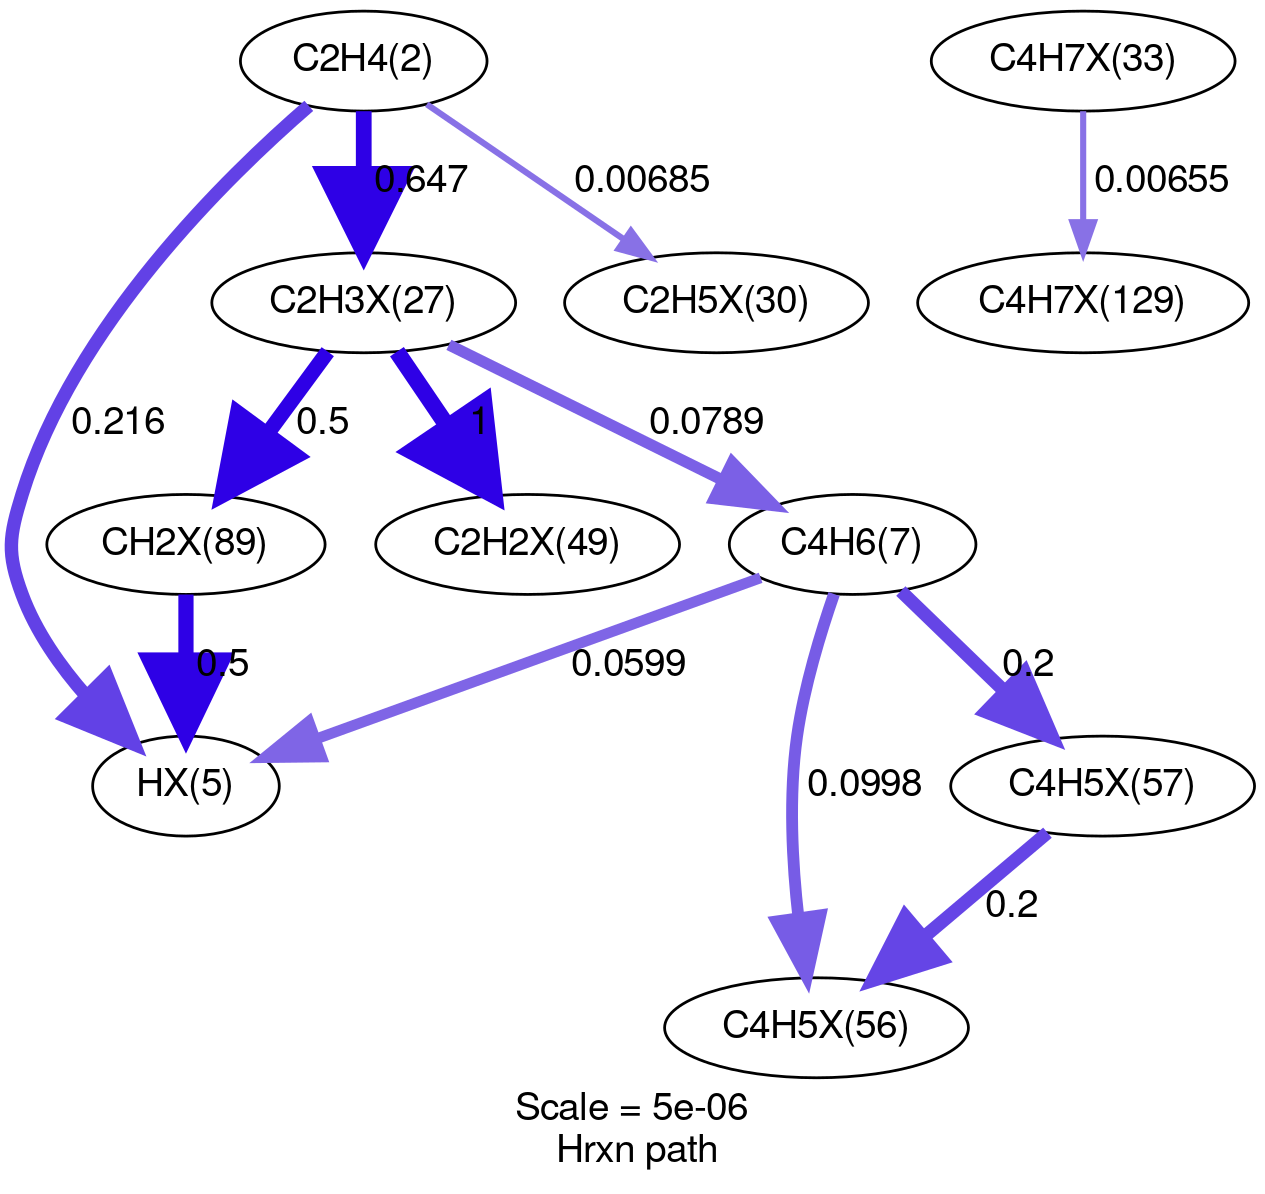 C2H4(2)
C4H7X(33)
0.647
0.00685
0.00655
C2H3X(27)
C2H5X(30)
C4H7X(129)
0.216
0.5
1
0.0789
CH2X(89)
C2H2X(49)
C4H6(7)
0.5
0.0599
0.2
HX(5)
0.0998
C4H5X(57)
0.2
C4H5X(56)
Scale = 5e-06
Hrxn path